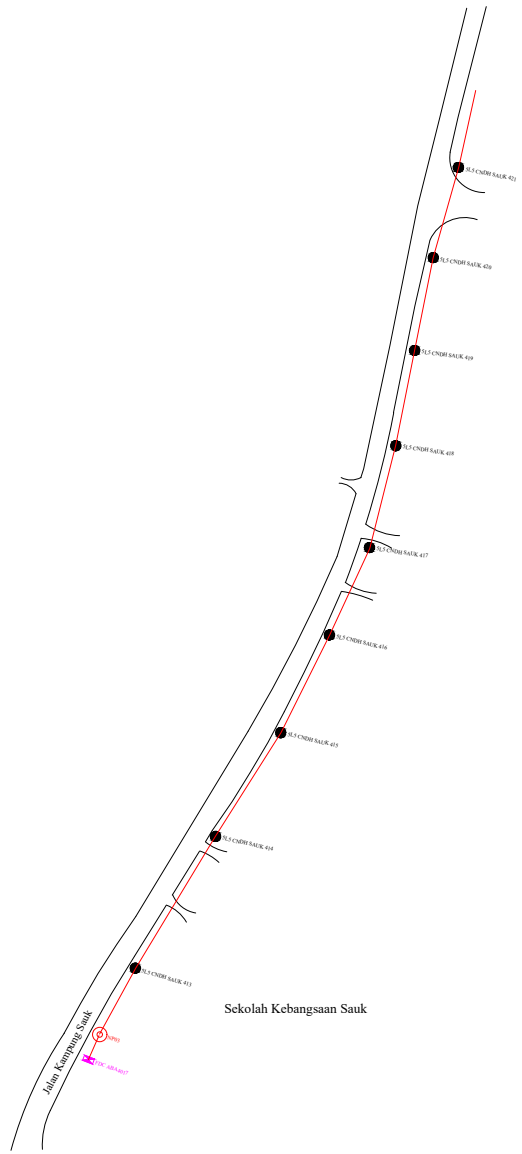 5L5 CNDH SAUK 421
5L5 CNDH SAUK 420
5L5 CNDH SAUK 419
5L5 CNDH SAUK 418
5L5 CNDH SAUK 417
5L5 CNDH SAUK 416
5L5 CNDH SAUK 415
5L5 CNDH SAUK 414
5L5 CNDH SAUK 413
Sekolah Kebangsaan Sauk
Jalan Kampung Sauk